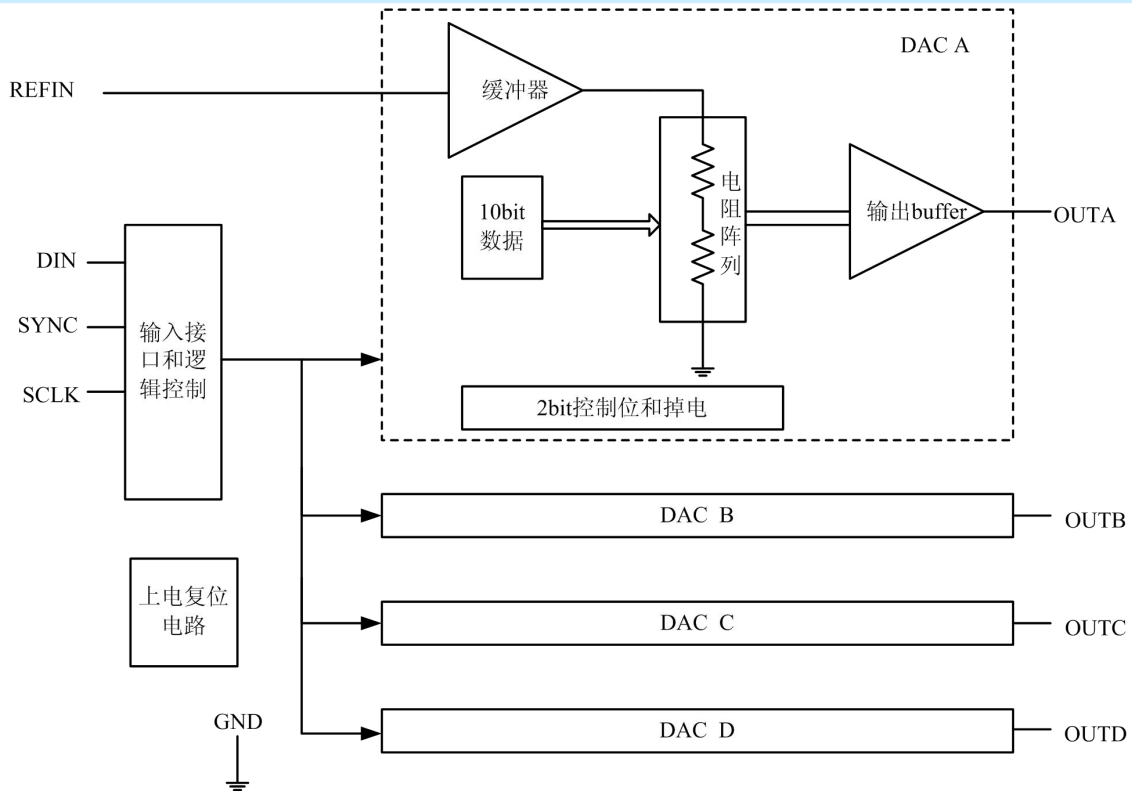 DAC A
REFIN
缓冲器
10bit
数据
电
阻
阵
列
输出buffer
OUTA
DIN
SYNC
SCLK
输入接
口和逻
辑控制
2bit控制位和掉电
DAC B
OUTB
上电复位
电路
DAC C
OUTC
GND
DAC D
OUTD